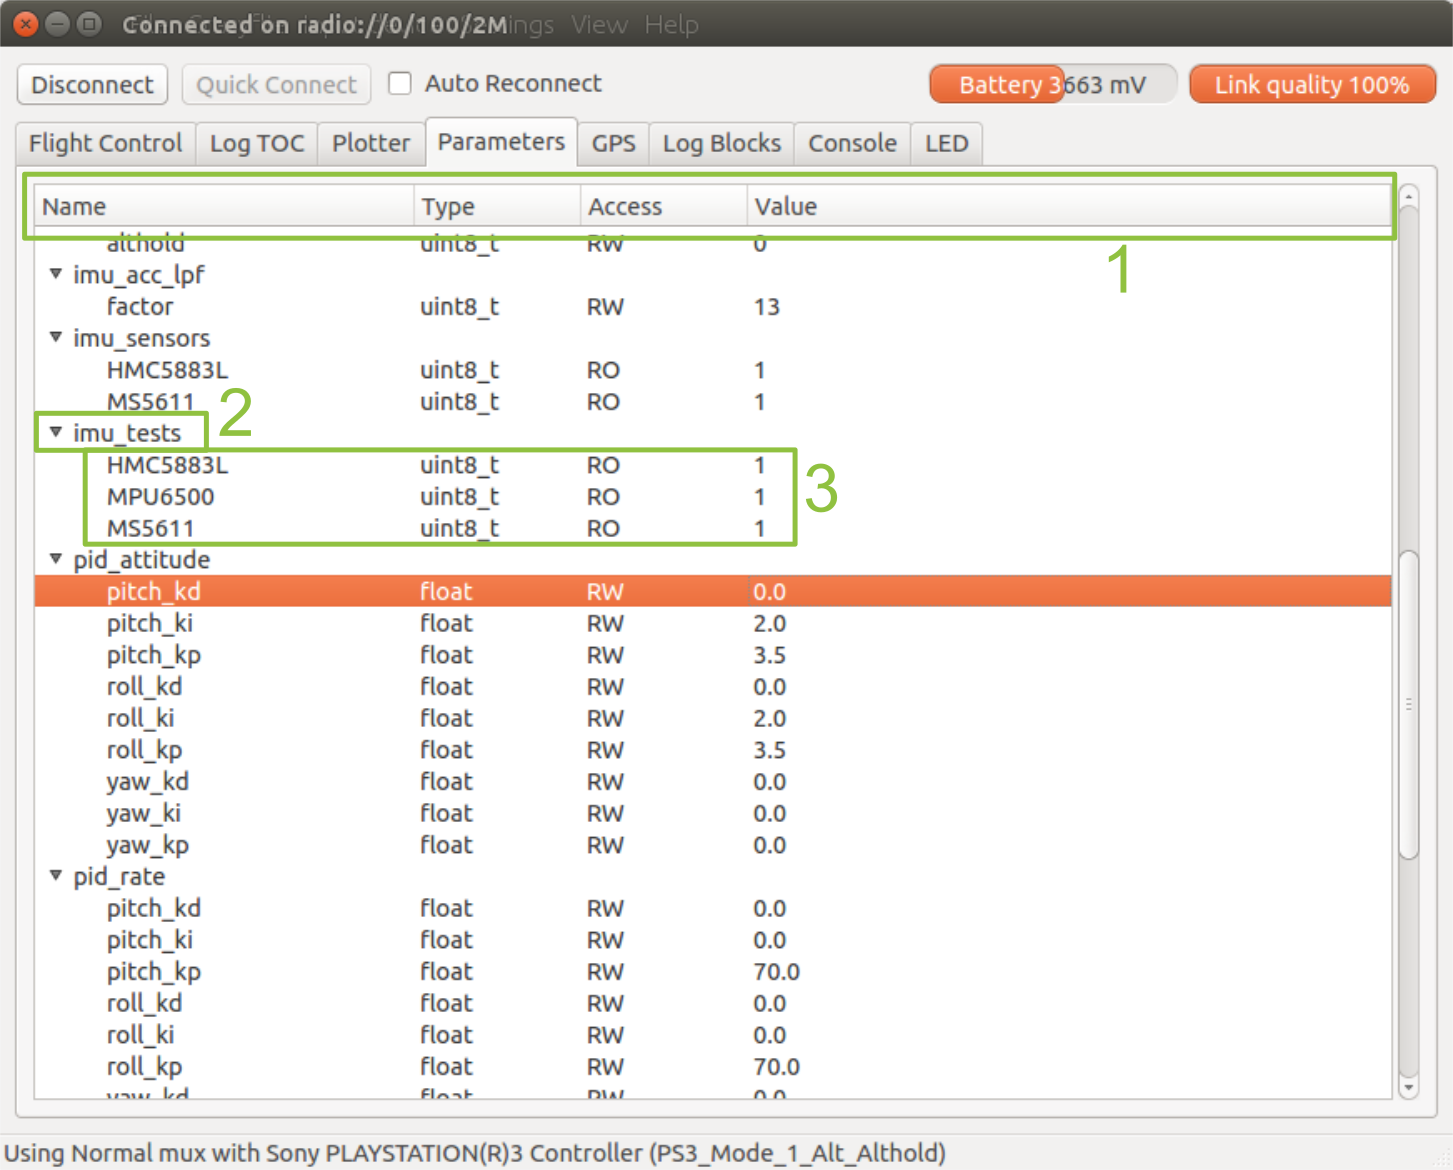 Connected on radio://0/100/2M
View Help
Disconnect Quick Connect Auto Reconnect Battery 3663 mV Link quality 100%
Flight Control Log TOC Plotter Parameters GPS Log Blocks Console LED
Name Type Access Value
althold uint8_t RW 0
1
imu_acc_lpf
factor uint8_t RW 13
imu_sensors
HMC5883L uint8_t RO 1
MS5611 uint8_t RO 1
2
imu_tests
HMC5883L uint8_t RO 1
MPU6500 uint8_t RO 1
3
MS5611 uint8_t RO 1
pid_attitude
pitch_kd float RW 0.0
pitch_ki float RW 2.0
pitch_kp float RW 3.5
roll_kd float RW 0.0
roll_ki float RW 2.0
roll_kp float RW 3.5
yaw_kd float RW 0.0
yaw_ki float RW 0.0
yaw_kp float RW 0.0
pid_rate
pitch_kd float RW 0.0
pitch_ki float RW 0.0
pitch_kp float RW 70.0
roll_kd float RW 0.0
roll_ki float RW 0.0
roll_kp float RW 70.0
yaw_kd float RW 0.0
Using Normal mux with Sony PLAYSTATION(R)3 Controller (PS3_Mode_1_Alt_Althold)